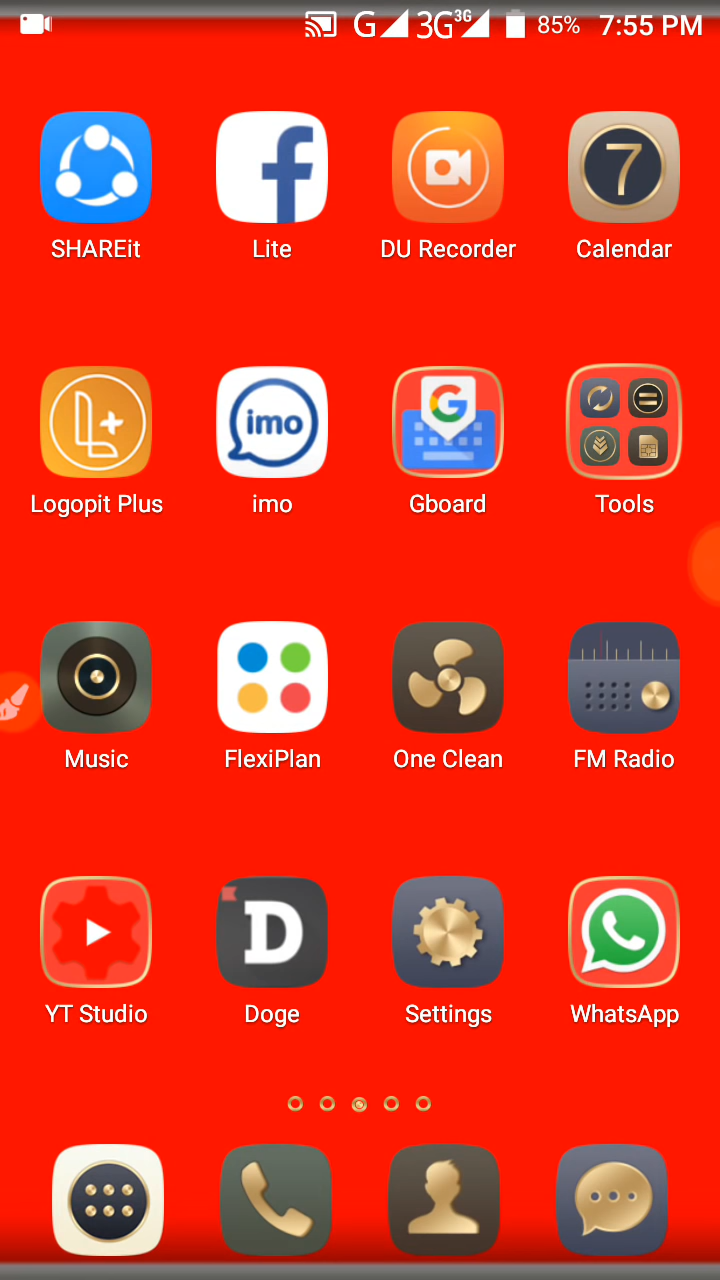 G 3G 3G 85% 7:55 PM
f 7
SHAREit Lite DU Recorder Calendar
L+ imo G
Logopit Plus imo Gboard Tools
Music FlexiPlan One Clean FM Radio
D
YT Studio Doge Settings WhatsApp